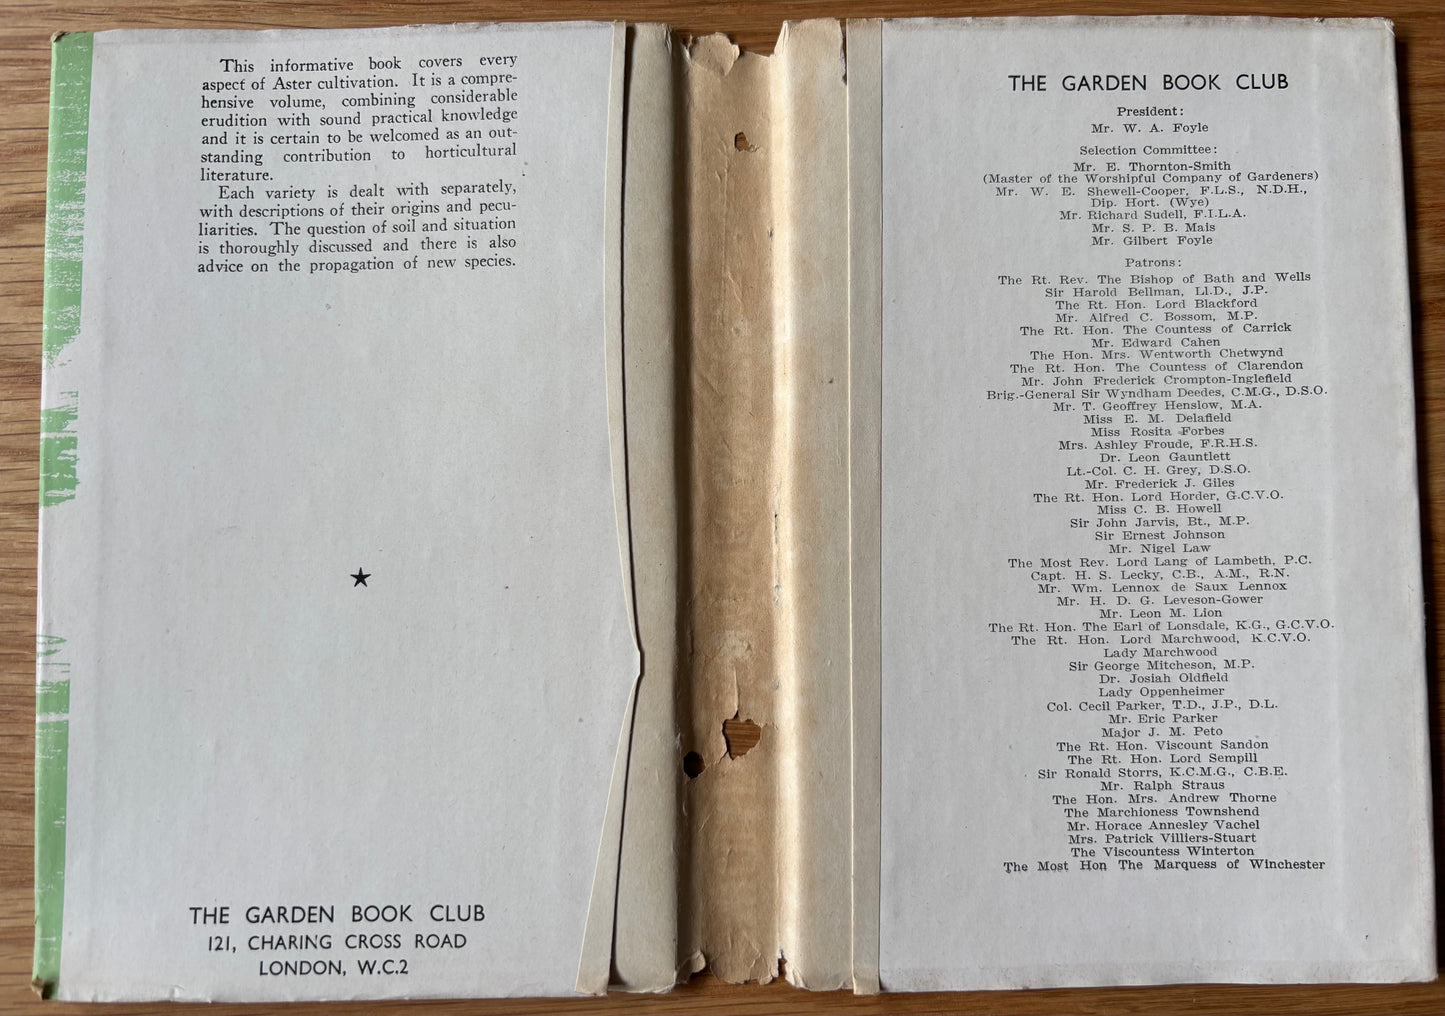 This informative book covers every
aspect of Aster cultivation. It is a compre-
hensive volume, combining considerable
erudition with sound practical knowledge
and it is certain to be welcomed as an out-
standing contribution to horticultural
literature.
Each variety is dealt with separately,
with descriptions of their origins and pecu-
liarities. The question of soil and situation
is thoroughly discussed and there is also
advice on the propagation of new species.
★
THE GARDEN BOOK CLUB
121, CHARING CROSS ROAD
LONDON, W.C.2
THE GARDEN BOOK CLUB
President:
Mr. W. A. Foyle
Selection Committee:
Mr. E. Thornton-Smith
(Master of the Worshipful Company of Gardeners)
Mr. W. E. Shewell-Cooper, F.L.S., N.D.H.,
Dip. Hort. (Wye)
Mr. Richard Sudell, F.I.L.A.
Mr. S. P. B. Mais
Mr. Gilbert Foyle
Patrons:
The Rt. Rev. The Bishop of Bath and Wells
Sir Harold Bellman, Ll.D., J.P.
The Rt. Hon. Lord Blackford
Mr. Alfred C. Bossom, M.P.
The Rt. Hon. The Countess of Carrick
Mr. Edward Cahen
The Hon. Mrs. Wentworth Chetwynd
The Rt. Hon. The Countess of Clarendon
Mr. John Frederick Crompton-Inglefield
Brig.-General Sir Wyndham Deedes, C.M.G., D.S.O.
Mr. T. Geoffrey Henslow, M.A.
Miss E. M. Delafield
Miss Rosita Forbes
Mrs. Ashley Froude, F.R.H.S.
Dr. Leon Gauntlett
Lt.-Col. C. H. Grey, D.S.O.
Mr. Frederick J. Giles
The Rt. Hon. Lord Horder, G.C.V.O.
Miss C. B. Howell
Sir John Jarvis, Bt., M.P.
Sir Ernest Johnson
Mr. Nigel Law
The Most Rev. Lord Lang of Lambeth, P.C.
Capt. H. S. Lecky, C.B., A.M., R.N.
Mr. Wm. Lennox de Saux Lennox
Mr. H. D. G. Leveson-Gower
Mr. Leon M. Lion
The Rt. Hon. The Earl of Lonsdale, K.G., G.C.V.O.
The Rt. Hon. Lord Marchwood, K.C.V.O.
Lady Marchwood
Sir George Mitcheson, M.P.
Dr. Josiah Oldfield
Lady Oppenheimer
Col. Cecil Parker, T.D., J.P., D.L.
Mr. Eric Parker
Major J. M. Peto
The Rt. Hon. Viscount Sandon
The Rt. Hon. Lord Sempill
Sir Ronald Storrs, K.C.M.G., C.B.E.
Mr. Ralph Straus
The Hon. Mrs. Andrew Thorne
The Marchioness Townshend
Mr. Horace Annesley Vachel
Mrs. Patrick Villiers-Stuart
The Viscountess Winterton
The Most Hon The Marquess of Winchester